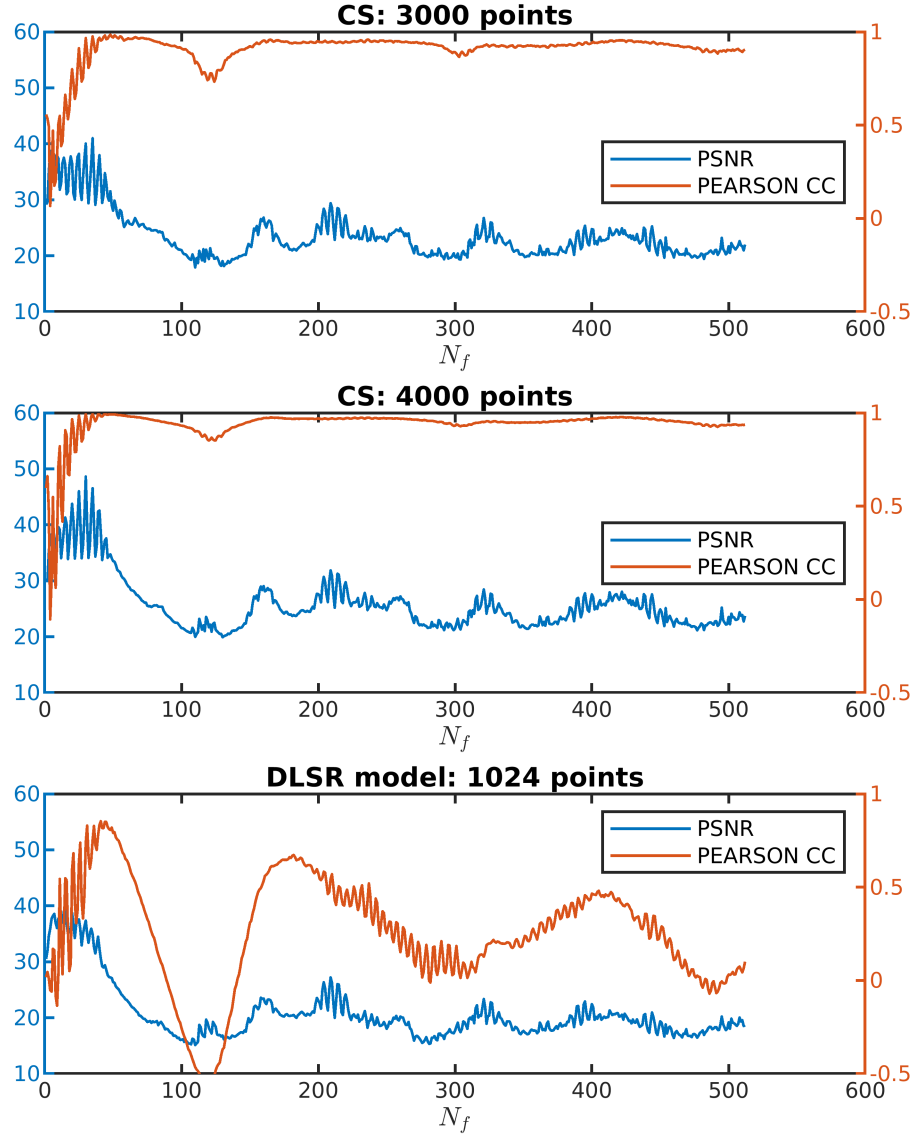 CS: 3000 points
60
50
40
30
20
10
1
0.5
0
-0.5
PSNR
PEARSON CC
0 100 200 300 400 500 600
N_f
CS: 4000 points
60
50
40
30
20
10
1
0.5
0
-0.5
PSNR
PEARSON CC
0 100 200 300 400 500 600
N_f
DLSR model: 1024 points
60
50
40
30
20
10
1
0.5
0
-0.5
PSNR
PEARSON CC
0 100 200 300 400 500 600
N_f